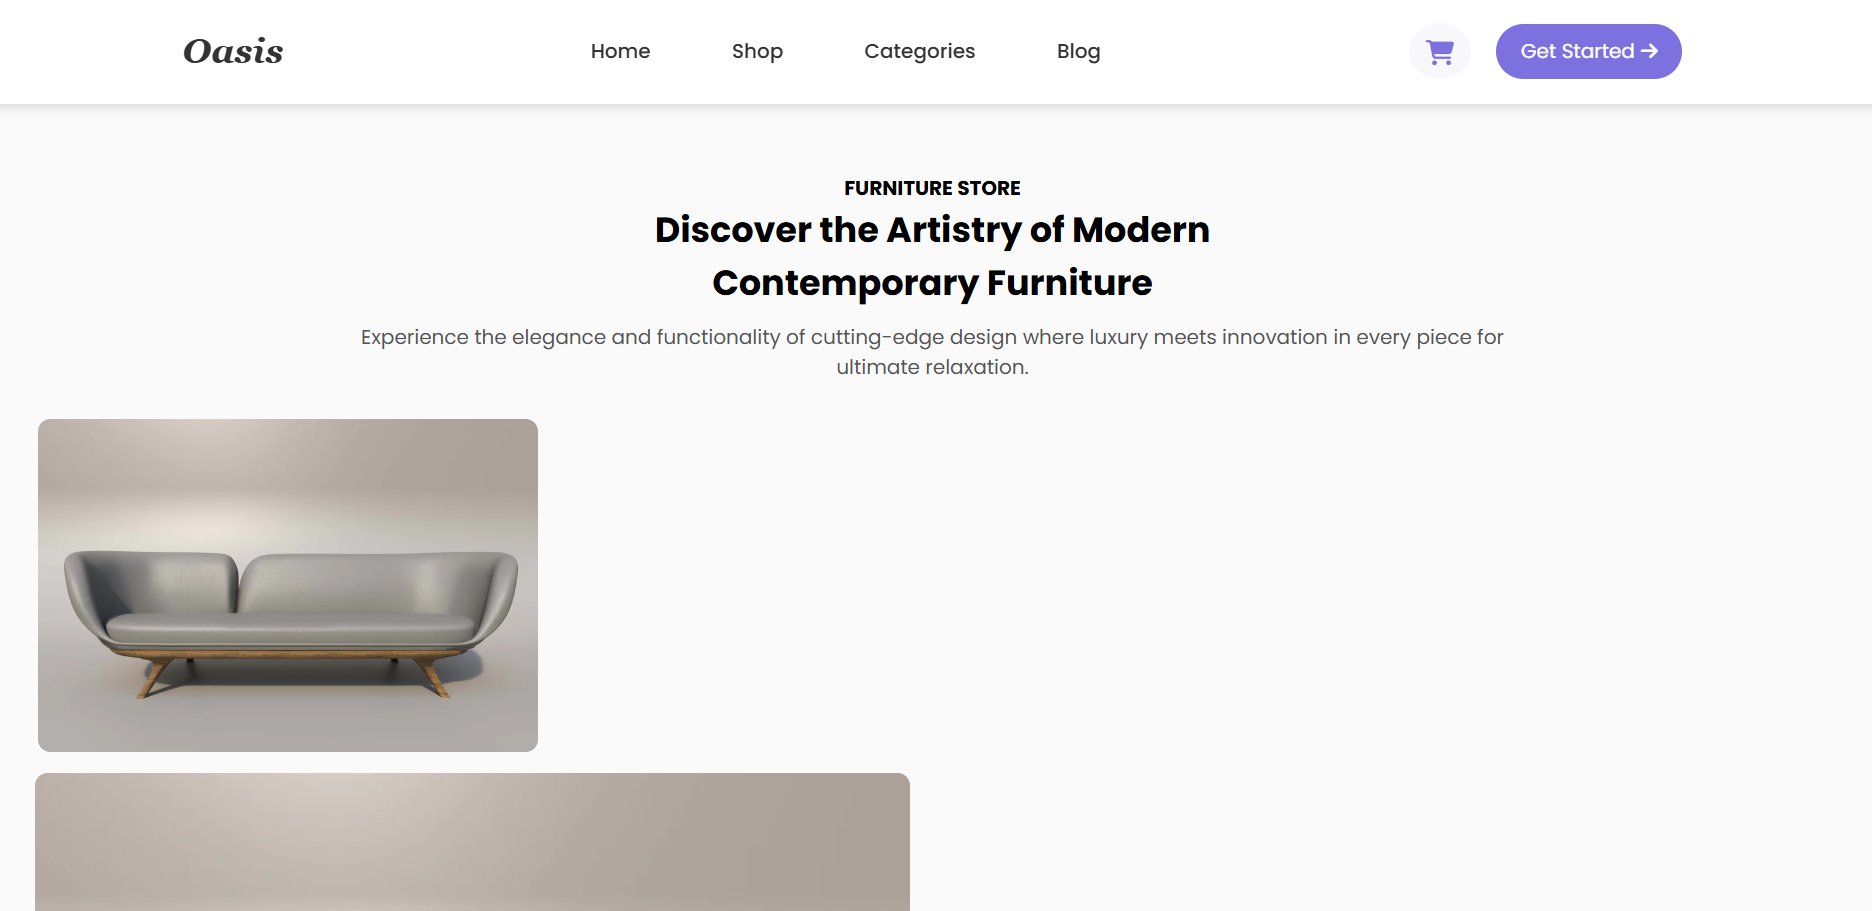 Oasis
Home
Shop
Categories
Blog
Get Started →
FURNITURE STORE
Discover the Artistry of Modern
Contemporary Furniture
Experience the elegance and functionality of cutting-edge design where luxury meets innovation in every piece for
ultimate relaxation.